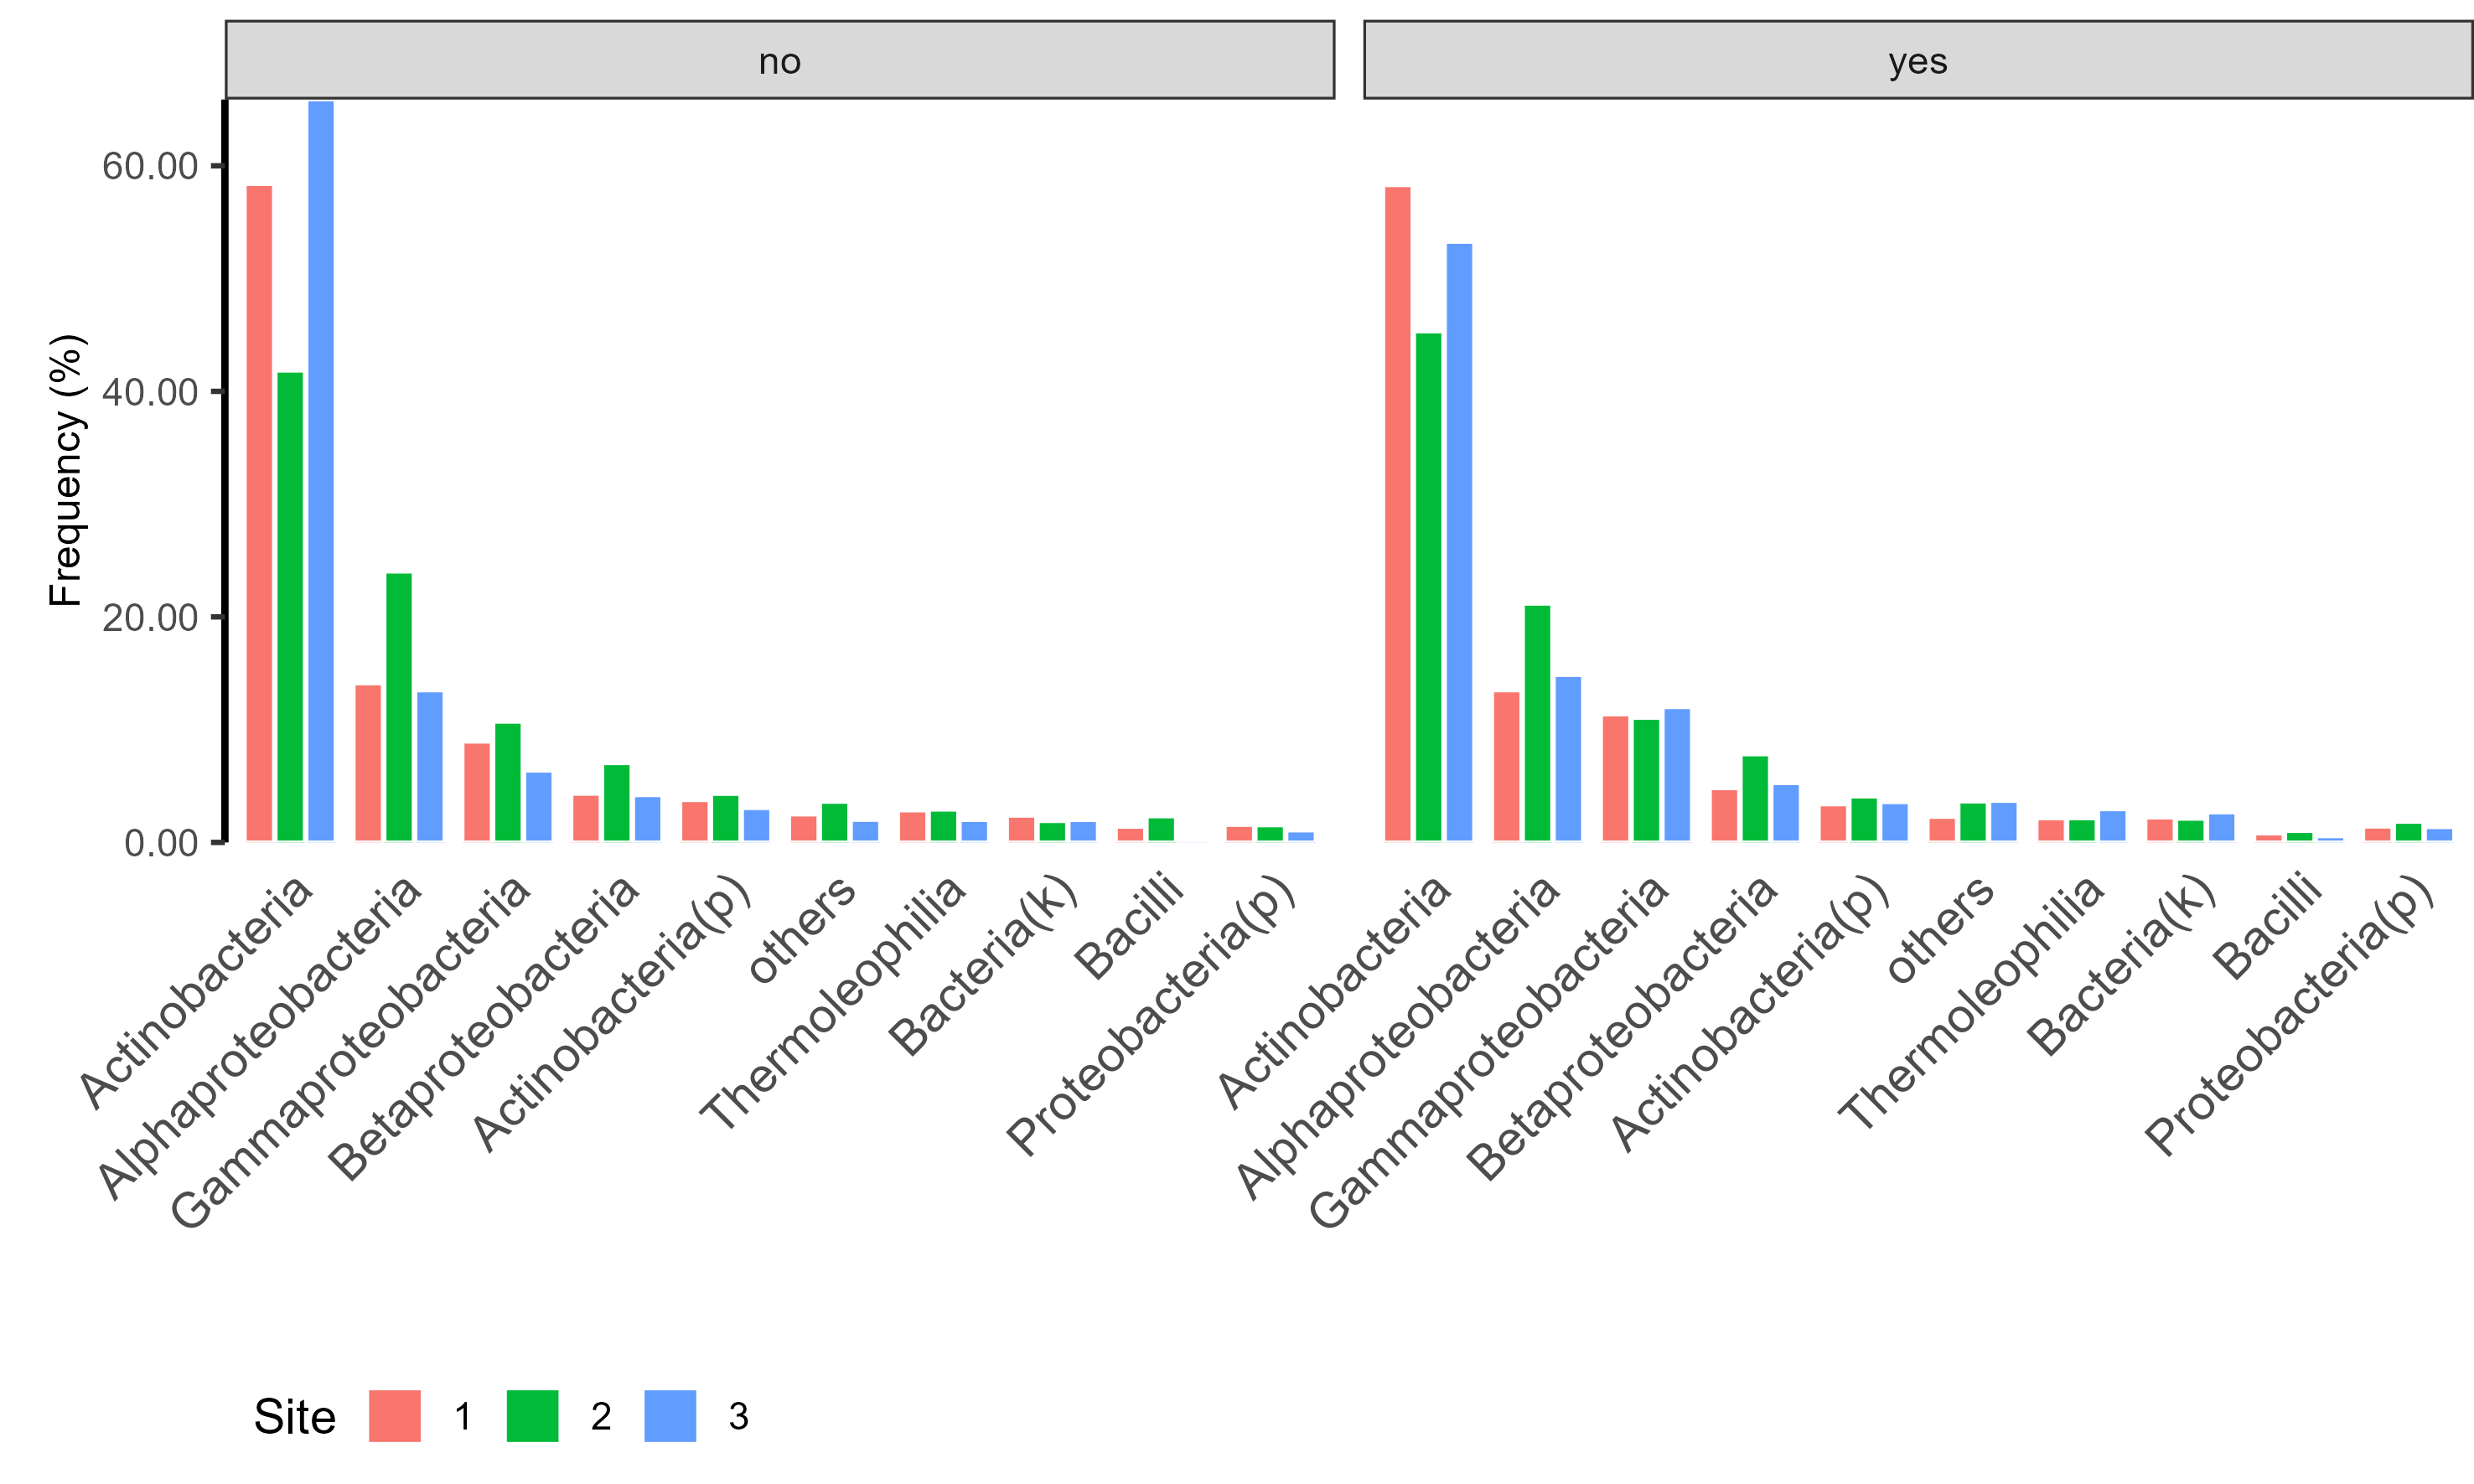 no
yes
Frequency (%)
60.00
40.00
20.00
0.00
Actinobacteria
Alphaproteobacteria
Gammaproteobacteria
Betaproteobacteria
Actinobacteria(p)
others
Thermoleophilia
Bacteria(k)
Bacilli
Proteobacteria(p)
Actinobacteria
Alphaproteobacteria
Gammaproteobacteria
Betaproteobacteria
Actinobacteria(p)
others
Thermoleophilia
Bacteria(k)
Bacilli
Proteobacteria(p)
Site 1 2 3